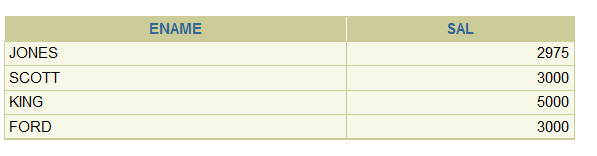 ENAME SAL
JONES 2975
SCOTT 3000
KING 5000
FORD 3000